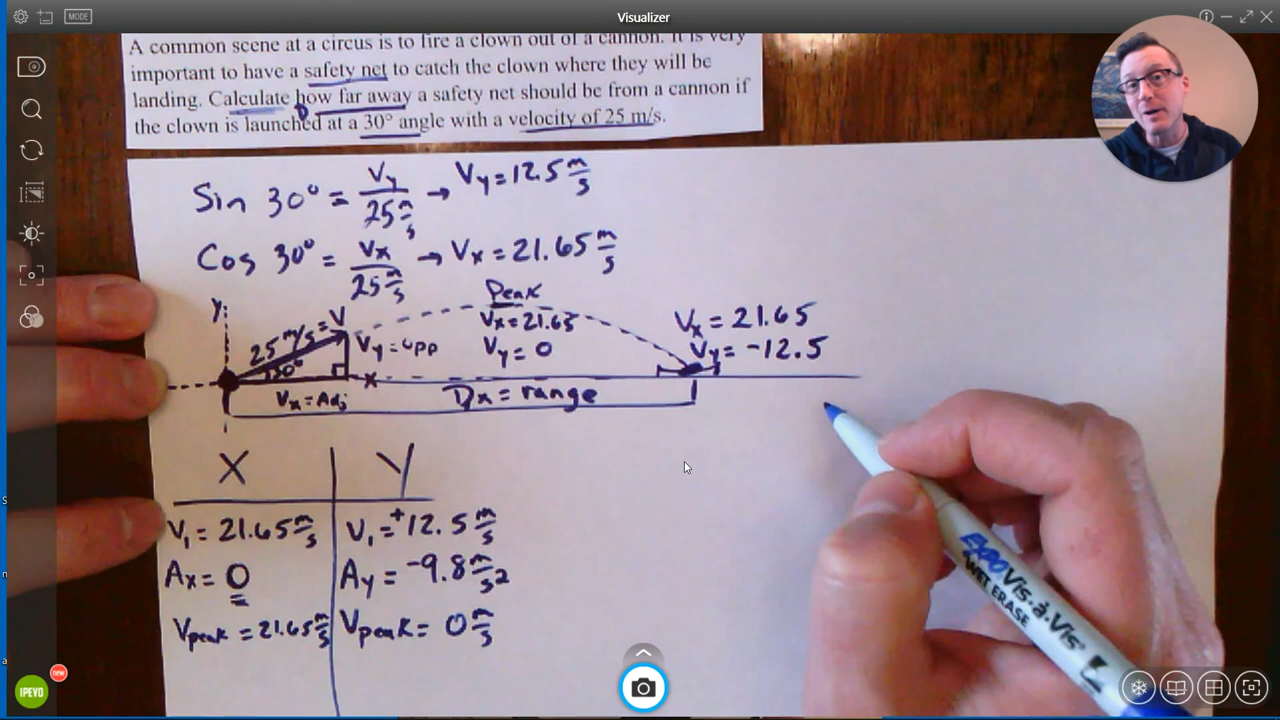 MODE
Visualizer
A common scene at a circus is to fire a clown out of a cannon. It is very
important to have a safety net to catch the clown where they will be
landing. Calculate how far away a safety net should be from a cannon if
the clown is launched at a 30° angle with a velocity of 25 m/s.
Sin 30° = Vy / 25 m/s → Vy = 12.5 m/s
Cos 30° = Vx / 25 m/s → Vx = 21.65 m/s
Peak
Vx = 21.65
Vy = 0
Vx = 21.65
Vy = -12.5
Y
25 m/s = V
30°
Vy = opp
x
Vx = Adj
Dx = range
X Y
V₁ = 21.65 m/s V₁ = +12.5 m/s
Ax = 0 Ay = -9.8 m/s2
Vpeak = 21.65 m/s Vpeak = 0 m/s
EXPO Vis-à-Vis
WET ERASE
new
IPEVO